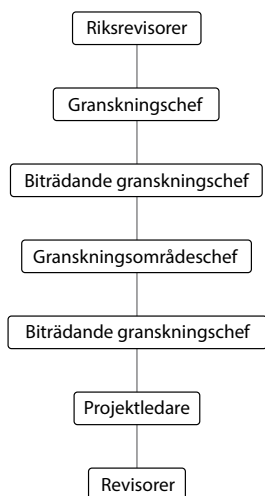 Riksrevisorer
Granskningschef
Biträdande granskningschef
Granskningsområdeschef
Biträdande granskningschef
Projektledare
Revisorer